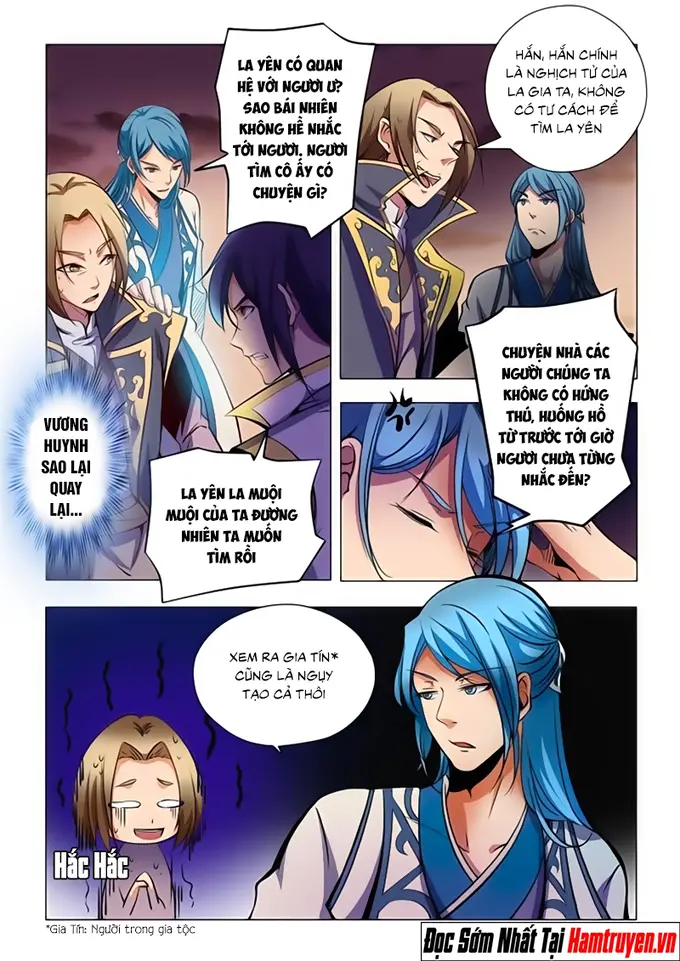 LA YÊN CÓ QUAN
HỆ VỚI NGƯƠI Ư?
SAO BÁI NHIÊN
KHÔNG HỀ NHẮC
TỚI NGƯƠI, NGƯƠI
TÌM CÔ ẤY CÓ
CHUYỆN GÌ?
VƯƠNG
HUYNH
SAO LẠI
QUAY
LẠI...
LA YÊN LA MUỘI
MUỘI CỦA TA ĐƯƠNG
NHIÊN TA MUỐN
TÌM RỒI
HẮN, HẮN CHÍNH
LÀ NGHỊCH TỬ CỦA
LA GIA TA, KHÔNG
CÓ TƯ CÁCH ĐỂ
TÌM LA YÊN
CHUYỆN NHÀ CÁC
NGƯƠI CHÚNG TA
KHÔNG CÓ HỨNG
THÚ, HUỐNG HỒ
TỪ TRƯỚC TỚI GIỜ
NGƯƠI CHƯA TỪNG
NHẮC ĐẾN?
XEM RA GIA TÍN*
CŨNG LÀ NGỤY
TẠO CẢ THÔI
HẮC HẮC
*Gia Tín: Người trong gia tộc
ĐỌC SỚM NHẤT TẠI Hamtruyen.vn